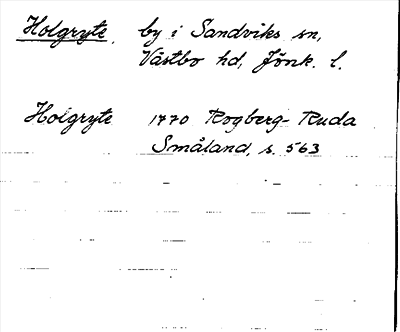 Holgryte, by i Sandviks sn,
Västbo hd, Jönk. l.
Holgryte 1770 Rogberg-Ruda
Småland, s. 563